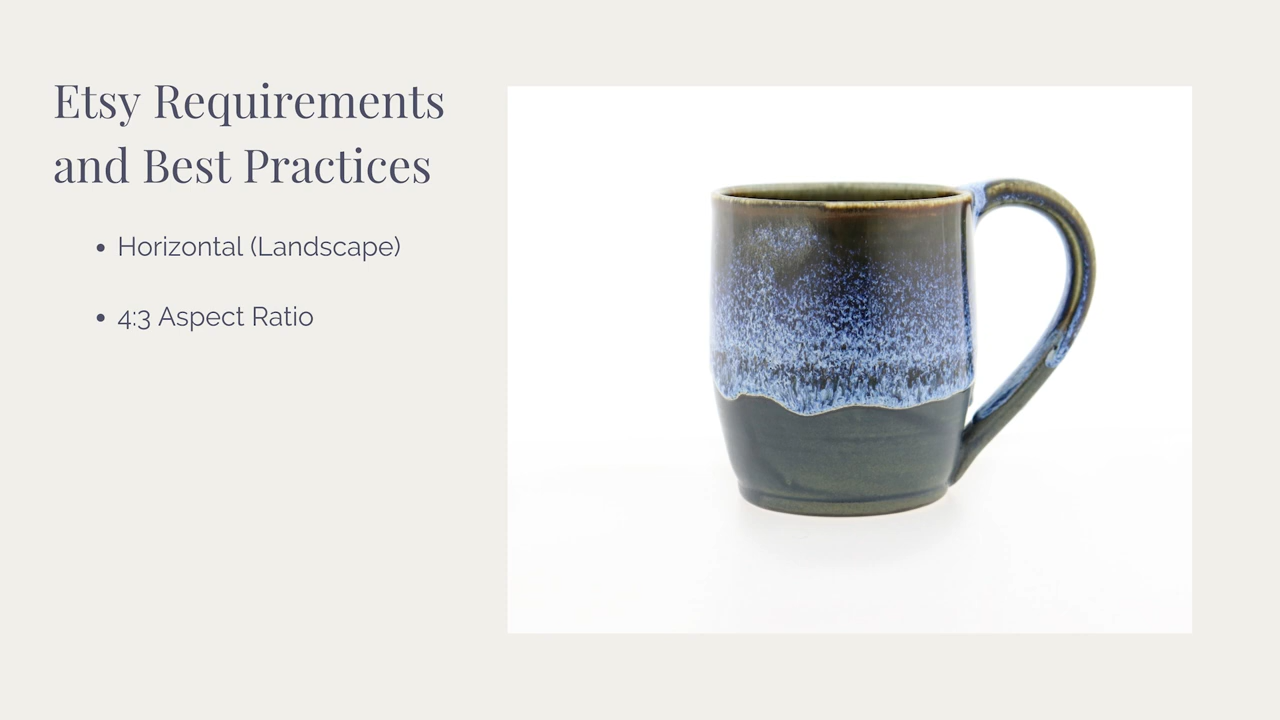 Etsy Requirements
and Best Practices
• Horizontal (Landscape)
• 4:3 Aspect Ratio